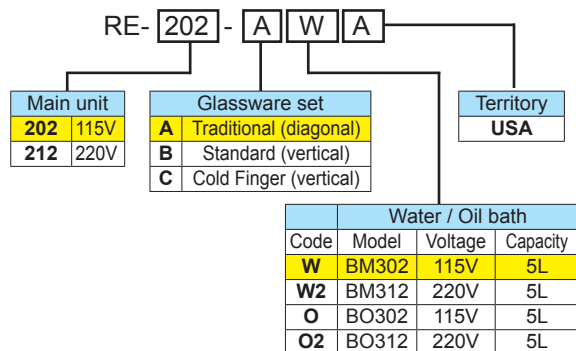 RE- 202 - A W A
Main unit
202 115V
212 220V
Glassware set
A Traditional (diagonal)
B Standard (vertical)
C Cold Finger (vertical)
Territory
USA
Water / Oil bath
Code Model Voltage Capacity
W BM302 115V 5L
W2 BM312 220V 5L
O BO302 115V 5L
O2 BO312 220V 5L